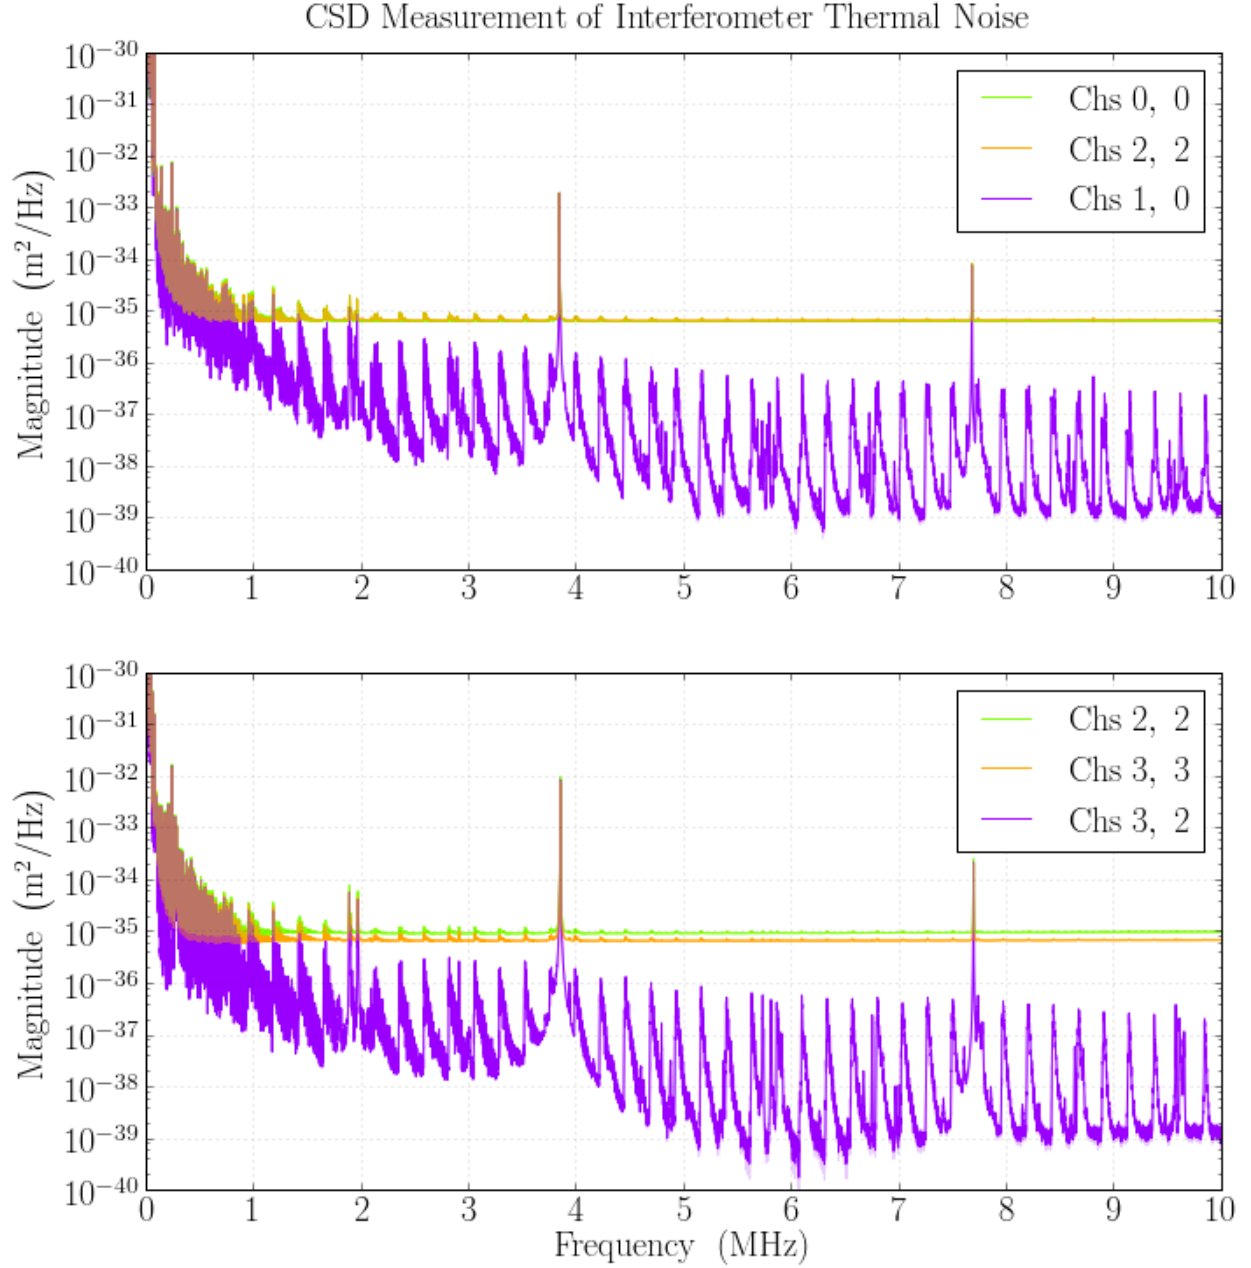 CSD Measurement of Interferometer Thermal Noise
10^{-30}
10^{-31}
10^{-32}
10^{-33}
10^{-34}
10^{-35}
10^{-36}
10^{-37}
10^{-38}
10^{-39}
10^{-40}
Magnitude (m^2/Hz)
Chs 0, 0
Chs 2, 2
Chs 1, 0
0 1 2 3 4 5 6 7 8 9 10
10^{-30}
10^{-31}
10^{-32}
10^{-33}
10^{-34}
10^{-35}
10^{-36}
10^{-37}
10^{-38}
10^{-39}
10^{-40}
Magnitude (m^2/Hz)
Chs 2, 2
Chs 3, 3
Chs 3, 2
0 1 2 3 4 5 6 7 8 9 10
Frequency (MHz)